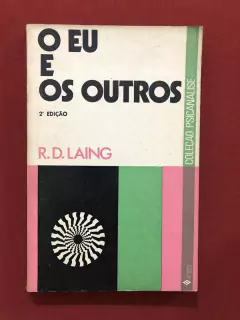 O EU
E
OS OUTROS
2ª EDIÇÃO
R.D. LAING
COLEÇÃO PSICANÁLISE